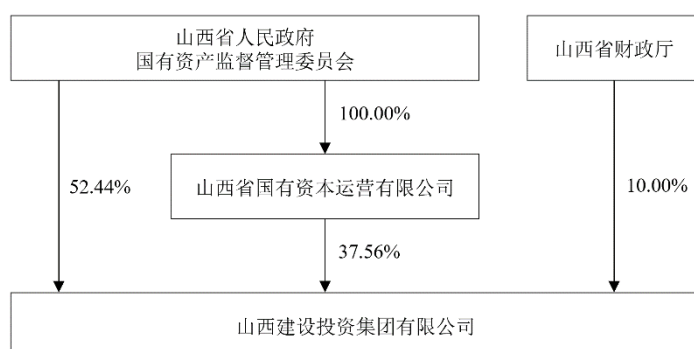 山西省人民政府
国有资产监督管理委员会
山西省财政厅
100.00%
52.44%
山西省国有资本运营有限公司
10.00%
37.56%
山西建设投资集团有限公司